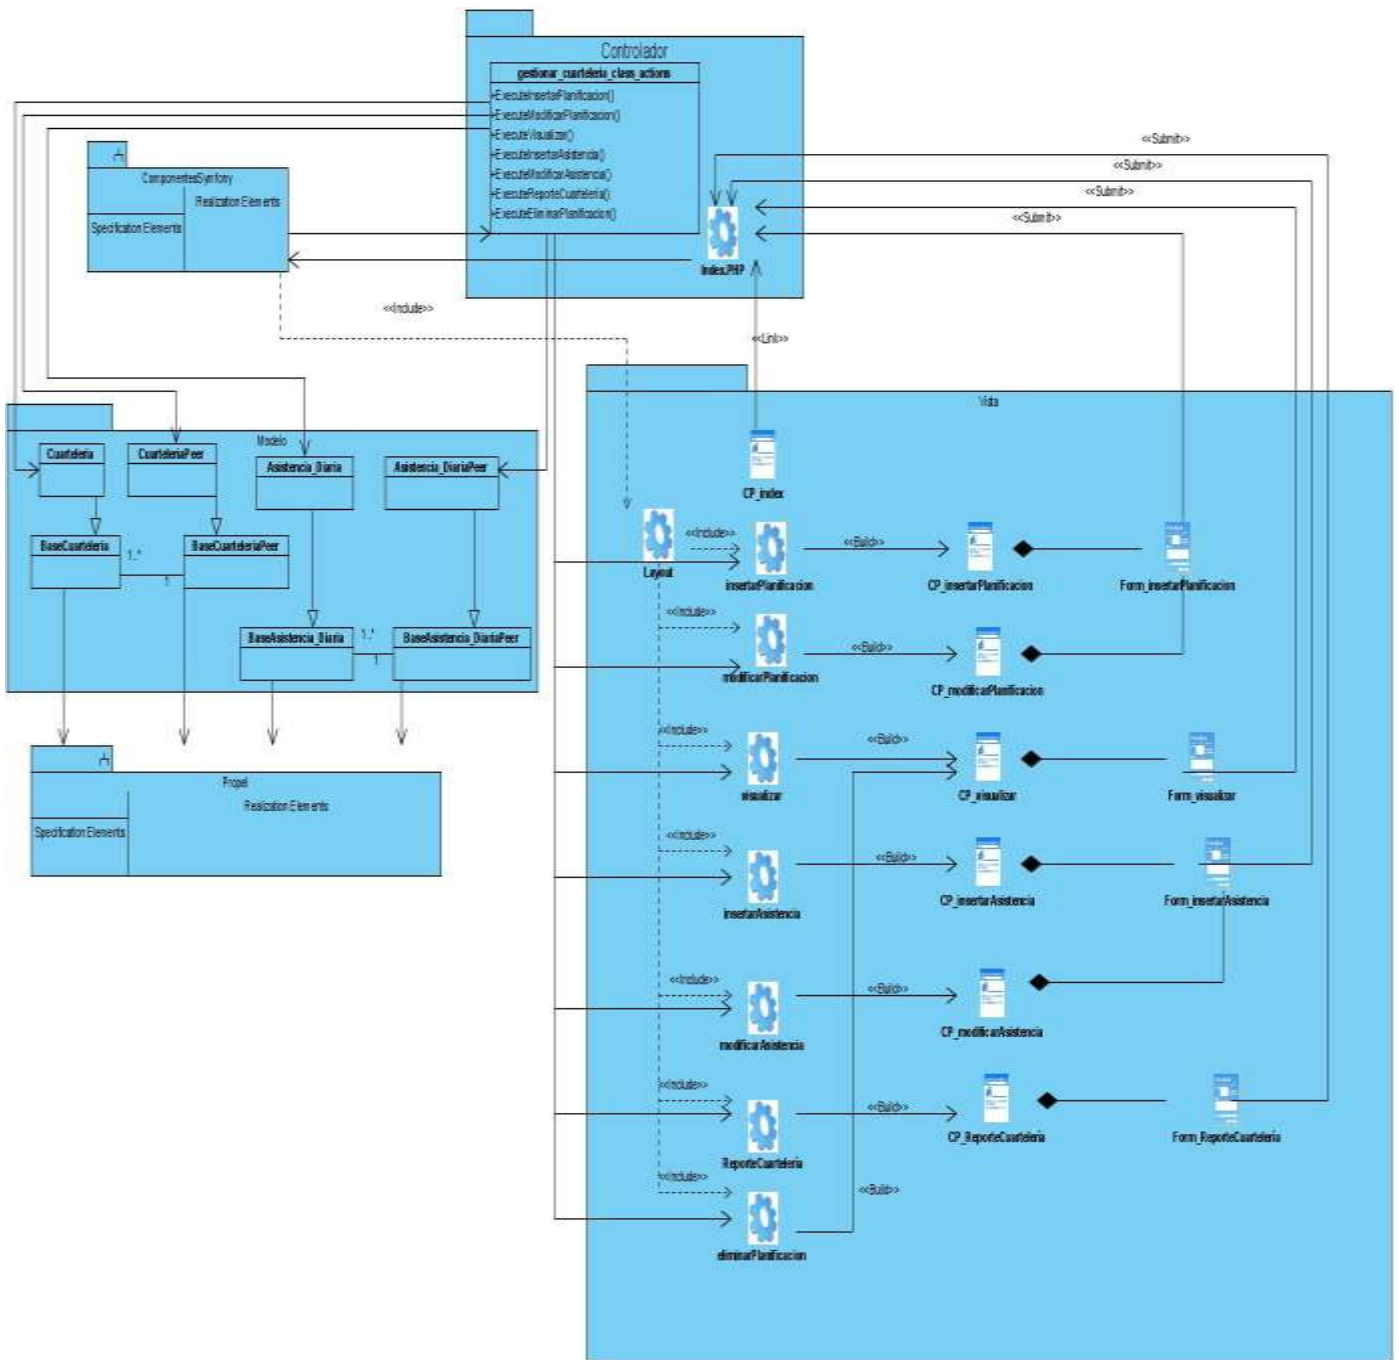 Controlador
gestionar_cuarteleria_class_actions
+ExecuteInsertarPlanificacion()
+ExecuteModificarPlanificacion()
+ExecuteVisualizar()
+ExecuteInsertarAsistencia()
+ExecuteModificarAsistencia()
+ExecuteReporteCuarteleria()
+ExecuteEliminarPlanificacion()
Index.PHP
<<Submit>>
<<Submit>>
<<Submit>>
<<Submit>>
ComponentesSymfony
Realization Elements
Specification Elements
<<Include>>
<<Link>>
Modelo
Cuarteleria
CuarteleriaPeer
Asistencia_Diaria
Asistencia_DiariaPeer
BaseCuarteleria
1..*
1
BaseCuarteleriaPeer
BaseAsistencia_Diaria
1..*
1
BaseAsistencia_DiariaPeer
Propel
Realization Elements
Specification Elements
Vista
CP_index
Layout
<<Include>>
insertarPlanificacion
<<Build>>
CP_insertarPlanificacion
Form_insertarPlanificacion
<<Include>>
modificarPlanificacion
<<Build>>
CP_modificarPlanificacion
<<Include>>
visualizar
<<Build>>
CP_visualizar
Form_visualizar
<<Include>>
insertarAsistencia
<<Build>>
CP_insertarAsistencia
Form_insertarAsistencia
<<Include>>
modificarAsistencia
<<Build>>
CP_modificarAsistencia
<<Include>>
ReporteCuarteleria
<<Build>>
CP_ReporteCuarteleria
Form_ReporteCuarteleria
<<Include>>
eliminarPlanificacion
<<Build>>